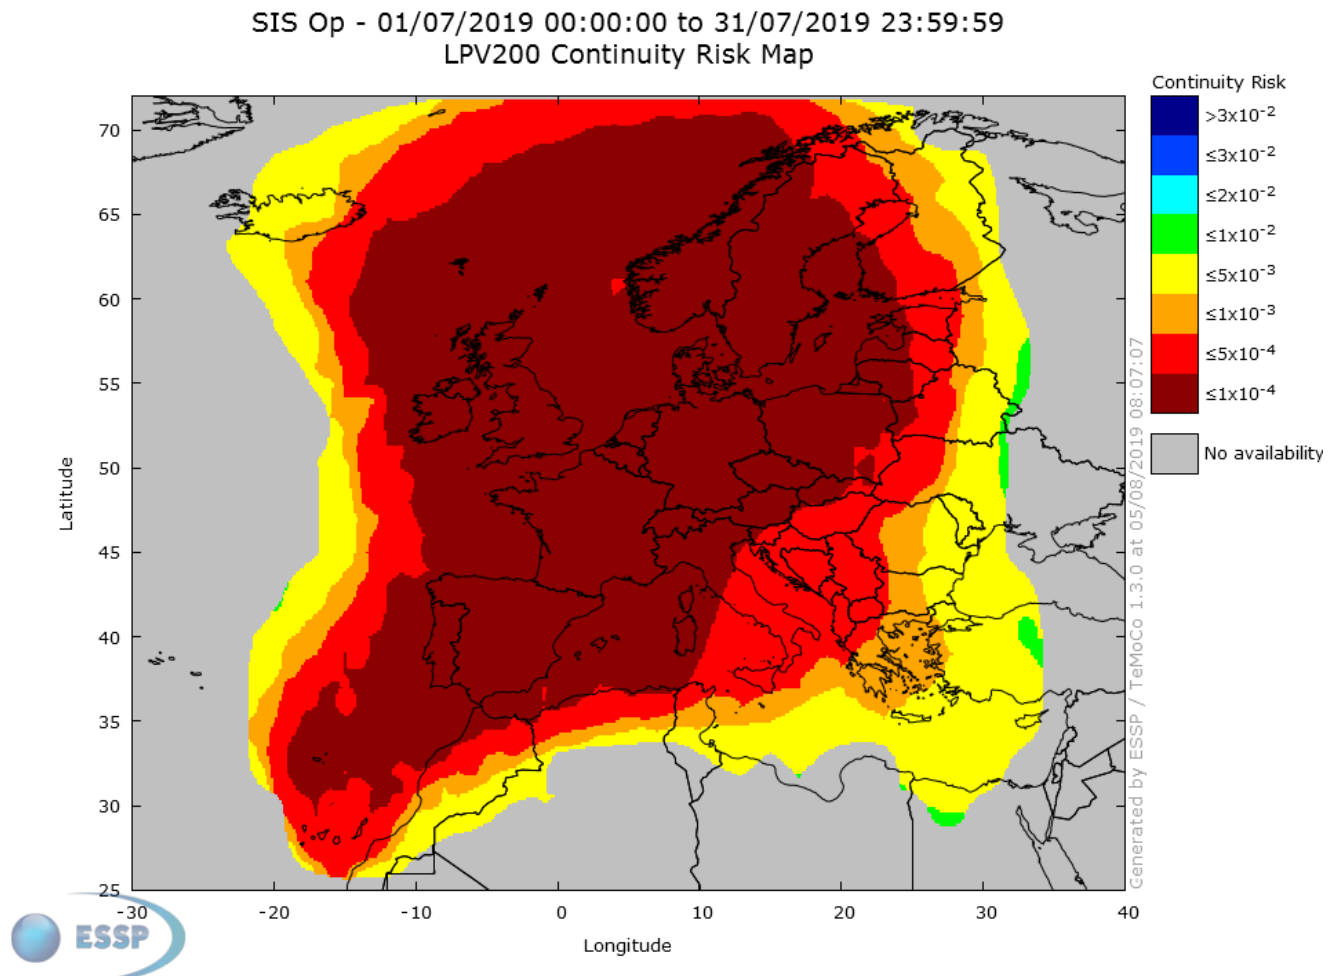 SIS Op - 01/07/2019 00:00:00 to 31/07/2019 23:59:59
LPV200 Continuity Risk Map
Continuity Risk
>3x10-2
≤3x10-2
≤2x10-2
≤1x10-2
≤5x10-3
≤1x10-3
≤5x10-4
≤1x10-4
No availability
70
65
60
55
50
45
40
35
30
25
Latitude
-30
-20
-10
0
10
20
30
40
Longitude
Generated by ESSP / TeMoCo 1.3.0 at 05/08/2019 08:07:07
ESSP